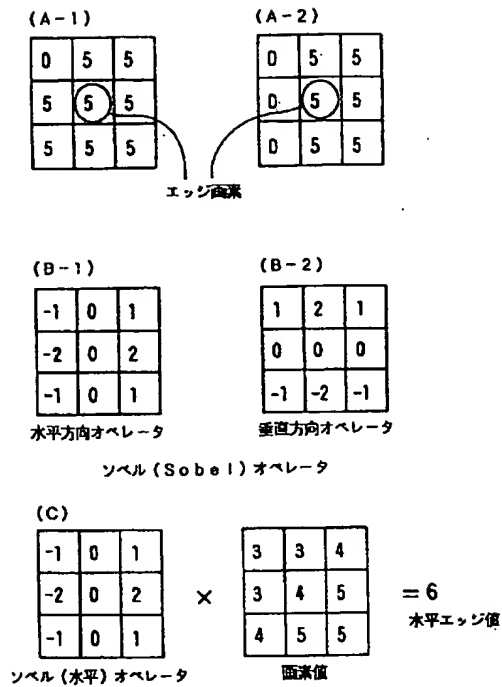 (A-1) (A-2)
0 5 5 0 5 5
5 5 5 0 5 5
5 5 5 0 5 5
エッジ画素
(B-1) (B-2)
-1 0 1 1 2 1
-2 0 2 0 0 0
-1 0 1 -1 -2 -1
水平方向オペレータ 垂直方向オペレータ
ソベル(Sobel)オペレータ
(C)
-1 0 1 3 3 4
-2 0 2 × 3 4 5 =6
-1 0 1 4 5 5 水平エッジ値
ソベル(水平)オペレータ 画素値